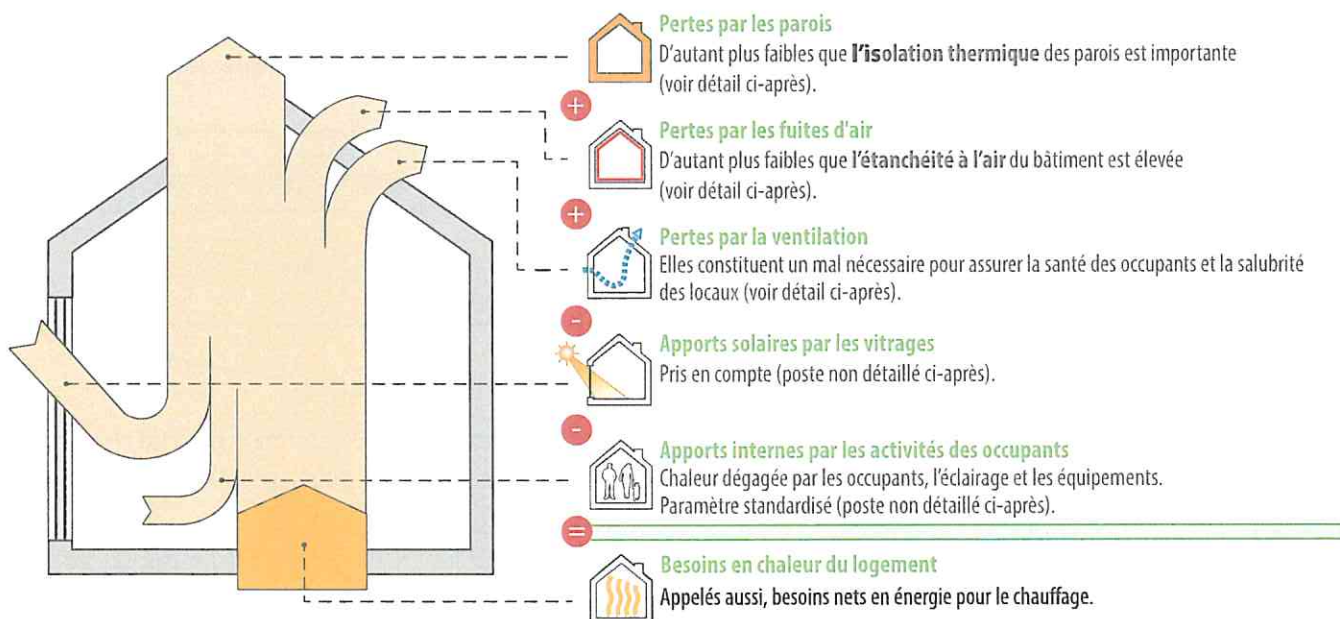 Pertes par les parois
D'autant plus faibles que l'isolation thermique des parois est importante
(voir détail ci-après).
+
Pertes par les fuites d'air
D'autant plus faibles que l'étanchéité à l'air du bâtiment est élevée
(voir détail ci-après).
+
Pertes par la ventilation
Elles constituent un mal nécessaire pour assurer la santé des occupants et la salubrité
des locaux (voir détail ci-après).
-
Apports solaires par les vitrages
Pris en compte (poste non détaillé ci-après).
-
Apports internes par les activités des occupants
Chaleur dégagée par les occupants, l'éclairage et les équipements.
Paramètre standardisé (poste non détaillé ci-après).
=
Besoins en chaleur du logement
Appelés aussi, besoins nets en énergie pour le chauffage.